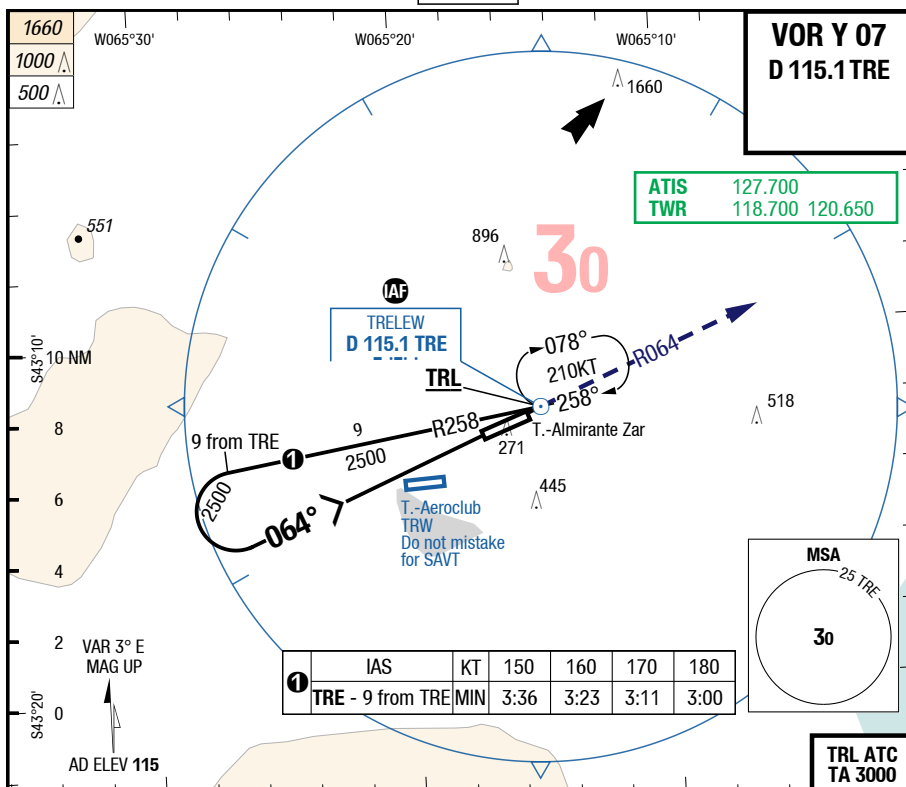 1660
1000
500
W065°30'
W065°20'
W065°10'
VOR Y 07
D 115.1 TRE
1660
ATIS 127.700
TWR 118.700 120.650
551
896
30
IAF
TRELEW
D 115.1 TRE
TRL
078°
210KT
258°
R064
S43°10'
10 NM
8
6
4
2
0
S43°20'
9 from TRE
9
R258
2500
1
2500
064°
T.-Almirante Zar
271
518
445
T.-Aeroclub
TRW
Do not mistake
for SAVT
MSA
25 TRE
30
VAR 3° E
MAG UP
AD ELEV 115
1 IAS KT 150 160 170 180
TRE - 9 from TRE MIN 3:36 3:23 3:11 3:00
TRL ATC
TA 3000